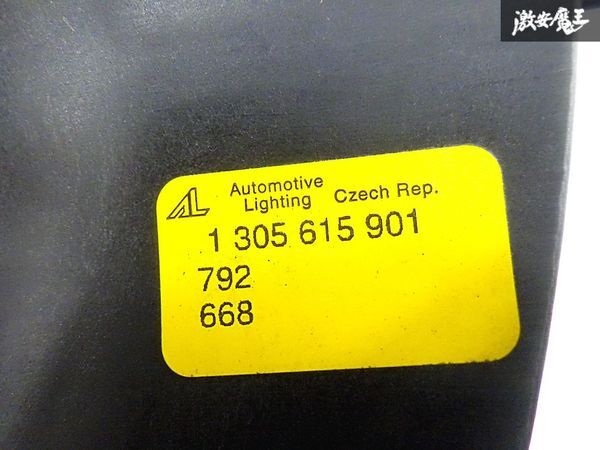 激安魔王
AL Automotive Lighting Czech Rep.
1 305 615 901
792
668